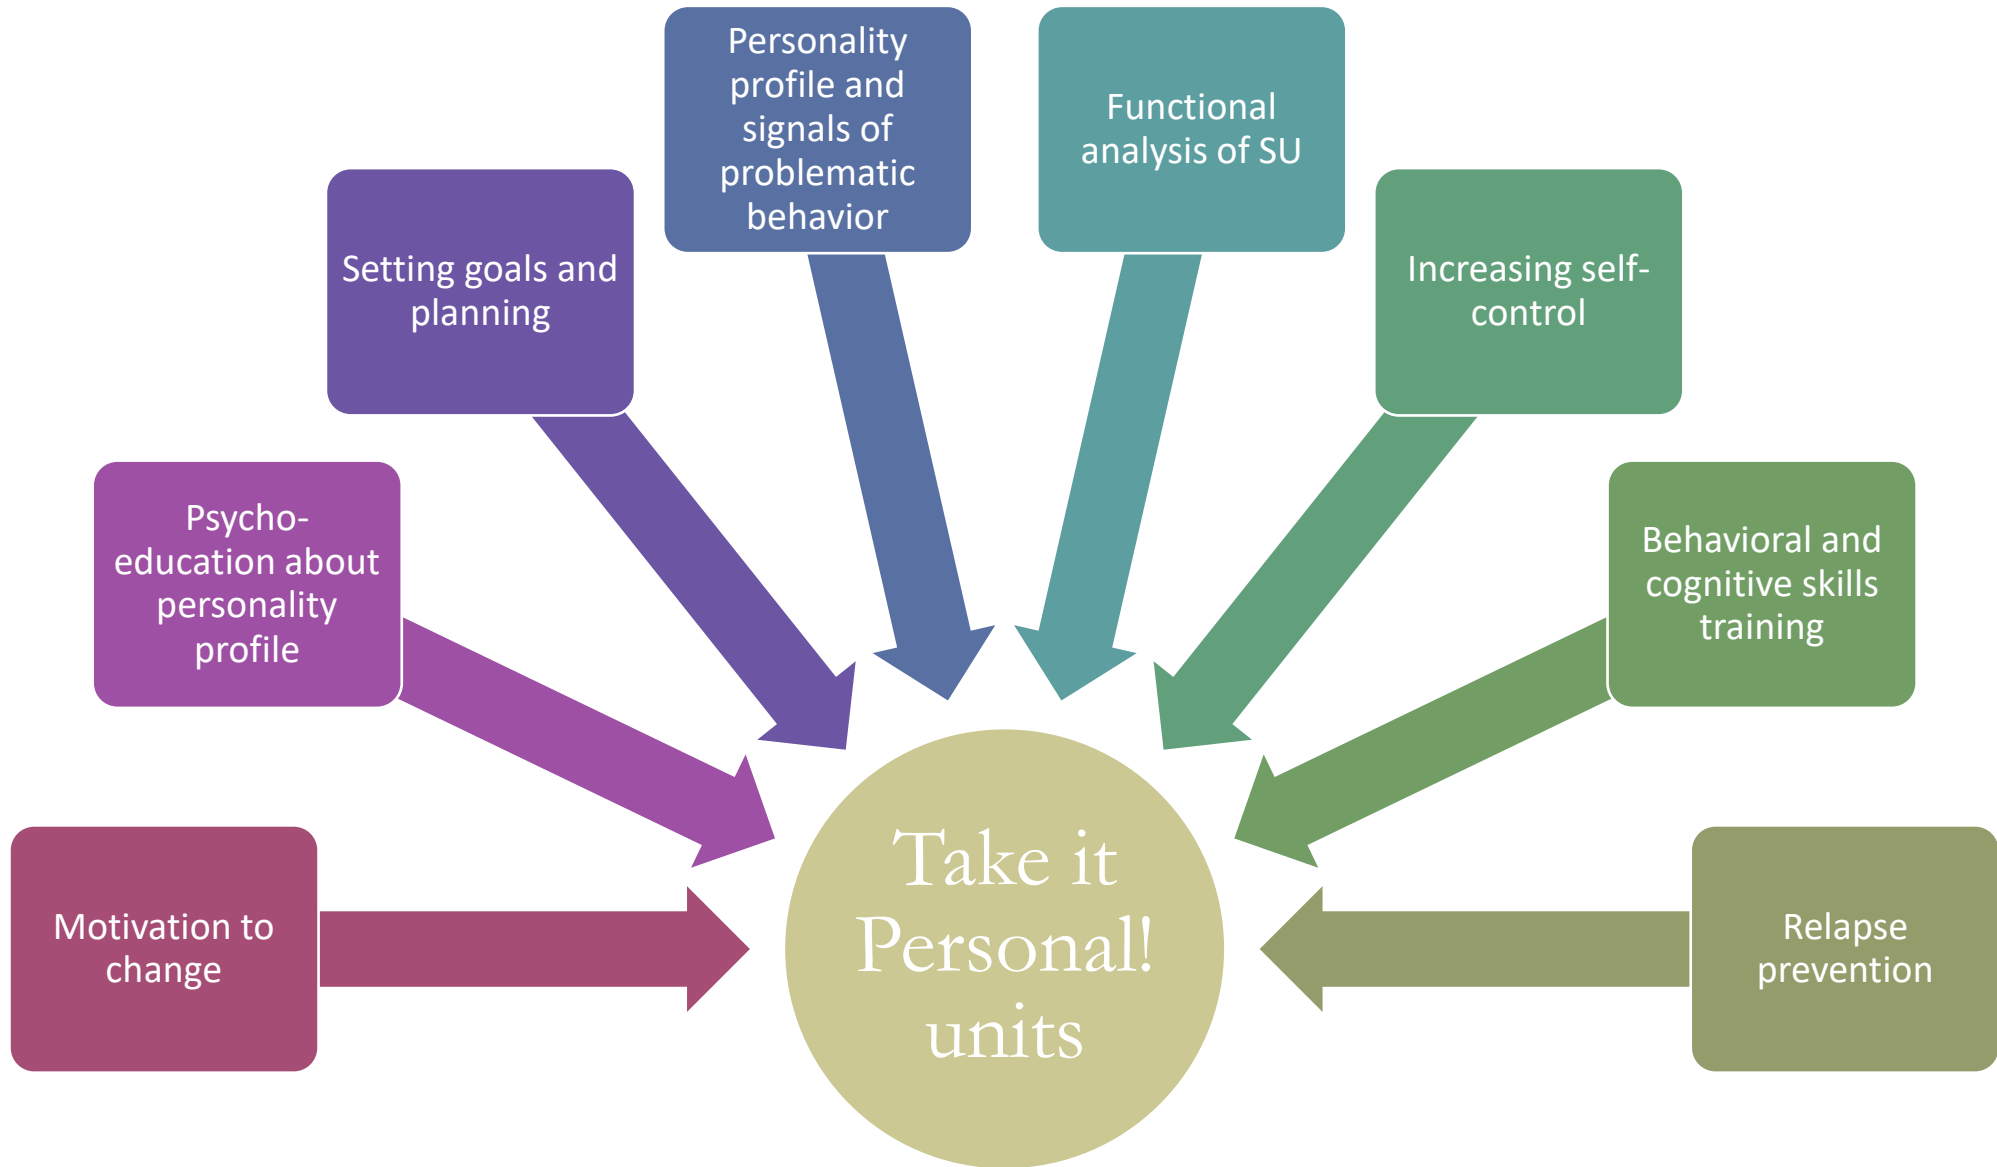 Motivation to
change
Psycho-
education about
personality
profile
Setting goals and
planning
Personality
profile and
signals of
problematic
behavior
Functional
analysis of SU
Increasing self-
control
Behavioral and
cognitive skills
training
Relapse
prevention
Take it
Personal!
units